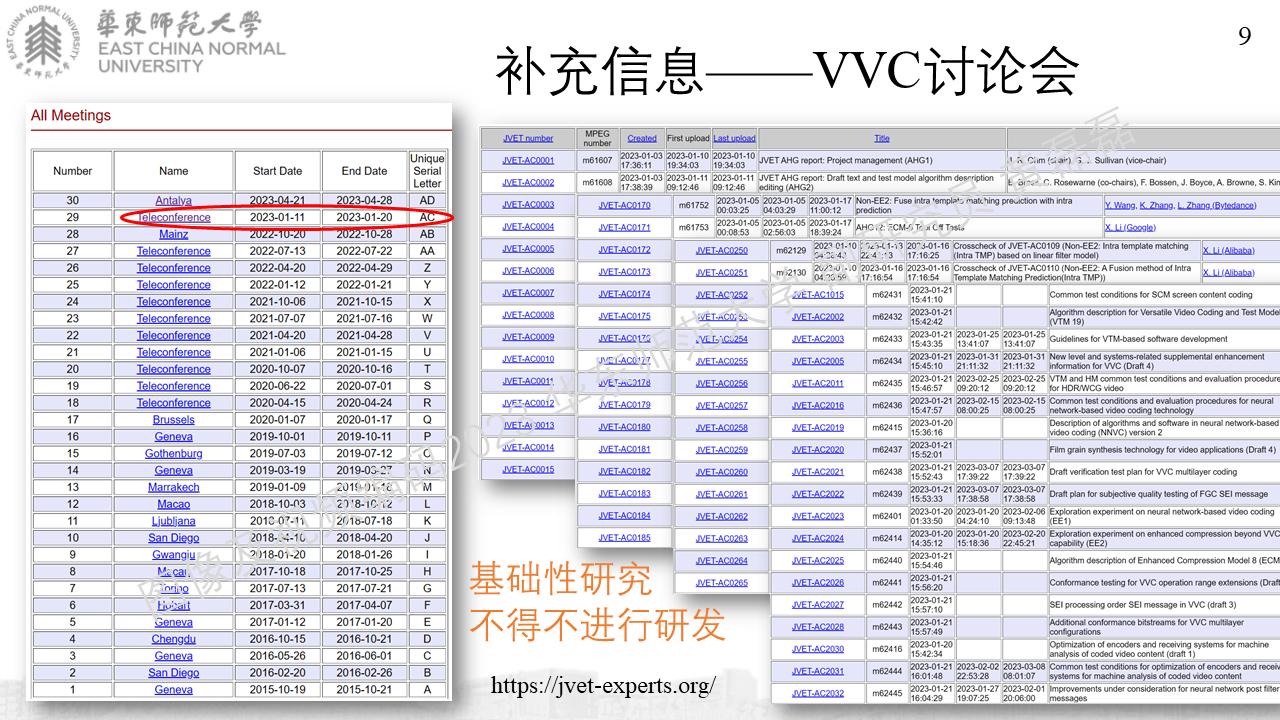 EAST CHINA NORMAL UNIVERSITY
華東師範大學
EAST CHINA NORMAL
UNIVERSITY
9
补充信息——VVC讨论会
All Meetings
Number Name Start Date End Date Unique Serial Letter
30 Antalya 2023-04-21 2023-04-28 AD
29 Teleconference 2023-01-11 2023-01-20 AC
28 Mainz 2022-10-20 2022-10-28 AB
27 Teleconference 2022-07-13 2022-07-22 AA
26 Teleconference 2022-04-20 2022-04-29 Z
25 Teleconference 2022-01-12 2022-01-21 Y
24 Teleconference 2021-10-06 2021-10-15 X
23 Teleconference 2021-07-07 2021-07-16 W
22 Teleconference 2021-04-20 2021-04-28 V
21 Teleconference 2021-01-06 2021-01-15 U
20 Teleconference 2020-10-07 2020-10-16 T
19 Teleconference 2020-06-22 2020-07-01 S
18 Teleconference 2020-04-15 2020-04-24 R
17 Brussels 2020-01-07 2020-01-17 Q
16 Geneva 2019-10-01 2019-10-11 P
15 Gothenburg 2019-07-03 2019-07-12 O
14 Geneva 2019-03-19 2019-03-27 N
13 Marrakech 2019-01-09 2019-01-18 M
12 Macao 2018-10-03 2018-10-12 L
11 Ljubljana 2018-07-11 2018-07-18 K
10 San Diego 2018-04-10 2018-04-20 J
9 Gwangju 2018-01-20 2018-01-26 I
8 Macau 2017-10-18 2017-10-25 H
7 Torino 2017-07-13 2017-07-21 G
6 Hobart 2017-03-31 2017-04-07 F
5 Geneva 2017-01-12 2017-01-20 E
4 Chengdu 2016-10-15 2016-10-21 D
3 Geneva 2016-05-26 2016-06-01 C
2 San Diego 2016-02-20 2016-02-26 B
1 Geneva 2015-10-19 2015-10-21 A
JVET number MPEG number Created First upload Last upload Title
JVET-AC0001 m61607 2023-01-03 17:36:11 2023-01-10 19:34:03 2023-01-10 19:34:03 JVET AHG report: Project management (AHG1) (chair), Sullivan (vice-chair)
JVET-AC0002 m61608 2023-01-03 17:38:39 2023-01-11 09:12:46 2023-01-11 09:12:46 JVET AHG report: Draft text and test model algorithm description editing (AHG2) Rosewarne (co-chairs), F. Bossen, J. Boyce, A. Browne, S. Kin
JVET-AC0003
JVET-AC0004
JVET-AC0005
JVET-AC0006
JVET-AC0007
JVET-AC0008
JVET-AC0009
JVET-AC0010
JVET-AC0011
JVET-AC0012
JVET-AC0013
JVET-AC0014
JVET-AC0015
JVET-AC0170 m61752 2023-01-05 00:03:25 2023-01-05 04:03:29 2023-01-17 11:00:12 Non-EE2: Fuse intra template matching prediction with intra prediction Y. Wang, K. Zhang, L. Zhang (Bytedance)
JVET-AC0171 m61753 2023-01-05 00:08:53 2023-01-05 02:56:03 2023-01-17 18:39:24 Tool Off Tests X. Li (Google)
JVET-AC0172
JVET-AC0173
JVET-AC0174
JVET-AC0175
JVET-AC0176
JVET-AC0177
JVET-AC0178
JVET-AC0179
JVET-AC0180
JVET-AC0181
JVET-AC0182
JVET-AC0183
JVET-AC0184
JVET-AC0185
JVET-AC0250 m62129 2023-01-10 2023-01-16 17:16:25 Crosscheck of JVET-AC0109 (Non-EE2: Intra template matching (Intra TMP) based on linear filter model) X. Li (Alibaba)
JVET-AC0251 m62130 2023-01-10 2023-01-16 17:16:54 2023-01-16 17:16:54 Crosscheck of JVET-AC0110 (Non-EE2: A Fusion method of Intra Template Matching Prediction(Intra TMP)) X. Li (Alibaba)
JVET-AC0252
JVET-AC0253
JVET-AC0254
JVET-AC0255
JVET-AC0256
JVET-AC0257
JVET-AC0258
JVET-AC0259
JVET-AC0260
JVET-AC0261
JVET-AC0262
JVET-AC0263
JVET-AC0264
JVET-AC0265
JVET-AC1015 m62431 2023-01-21 15:41:10 Common test conditions for SCM screen content coding
JVET-AC2002 m62432 2023-01-21 15:42:42 Algorithm description for Versatile Video Coding and Test Model (VTM 19)
JVET-AC2003 m62433 2023-01-21 15:43:35 2023-01-25 13:41:07 2023-01-25 13:41:07 Guidelines for VTM-based software development
JVET-AC2005 m62434 2023-01-21 15:45:10 2023-01-31 21:11:32 2023-01-31 21:11:32 New level and systems-related supplemental enhancement information for VVC (Draft 4)
JVET-AC2011 m62435 2023-01-21 15:46:57 2023-02-25 09:20:12 2023-02-25 09:20:12 VTM and HM common test conditions and evaluation procedure for HDR/WCG video
JVET-AC2016 m62436 2023-01-21 15:47:57 2023-02-15 08:00:25 2023-02-15 08:00:25 Common test conditions and evaluation procedures for neural network-based video coding technology
JVET-AC2019 m62415 2023-01-20 15:36:16 Description of algorithms and software in neural network-based video coding (NNVC) version 2
JVET-AC2020 m62437 2023-01-21 15:52:01 Film grain synthesis technology for video applications (Draft 4)
JVET-AC2021 m62438 2023-01-21 15:52:43 2023-03-07 17:39:22 2023-03-07 17:39:22 Draft verification test plan for VVC multilayer coding
JVET-AC2022 m62439 2023-01-21 15:53:33 2023-03-07 17:38:58 2023-03-07 17:38:58 Draft plan for subjective quality testing of FGC SEI message
JVET-AC2023 m62401 2023-01-20 01:33:50 2023-01-20 04:24:10 2023-02-06 09:13:48 Exploration experiment on neural network-based video coding (EE1)
JVET-AC2024 m62414 2023-01-20 14:35:12 2023-01-20 15:18:36 2023-02-20 22:45:21 Exploration experiment on enhanced compression beyond VVC capability (EE2)
JVET-AC2025 m62440 2023-01-21 15:54:46 Algorithm description of Enhanced Compression Model 8 (ECM
JVET-AC2026 m62441 2023-01-21 15:56:20 Conformance testing for VVC operation range extensions (Draft
JVET-AC2027 m62442 2023-01-21 15:57:10 SEI processing order SEI message in VVC (draft 3)
JVET-AC2028 m62443 2023-01-21 15:57:49 Additional conformance bitstreams for VVC multilayer configurations
JVET-AC2030 m62416 2023-01-20 15:42:34 Optimization of encoders and receiving systems for machine analysis of coded video content (draft 1)
JVET-AC2031 m62444 2023-01-21 16:01:48 2023-02-02 22:53:28 2023-03-08 08:01:07 Common test conditions for optimization of encoders and receiving systems for machine analysis of coded video content
JVET-AC2032 m62445 2023-01-21 16:04:29 2023-01-27 19:07:25 2023-02-01 20:06:00 Improvements under consideration for neural network post filter messages
基础性研究
不得不进行研发
https://jvet-experts.org/